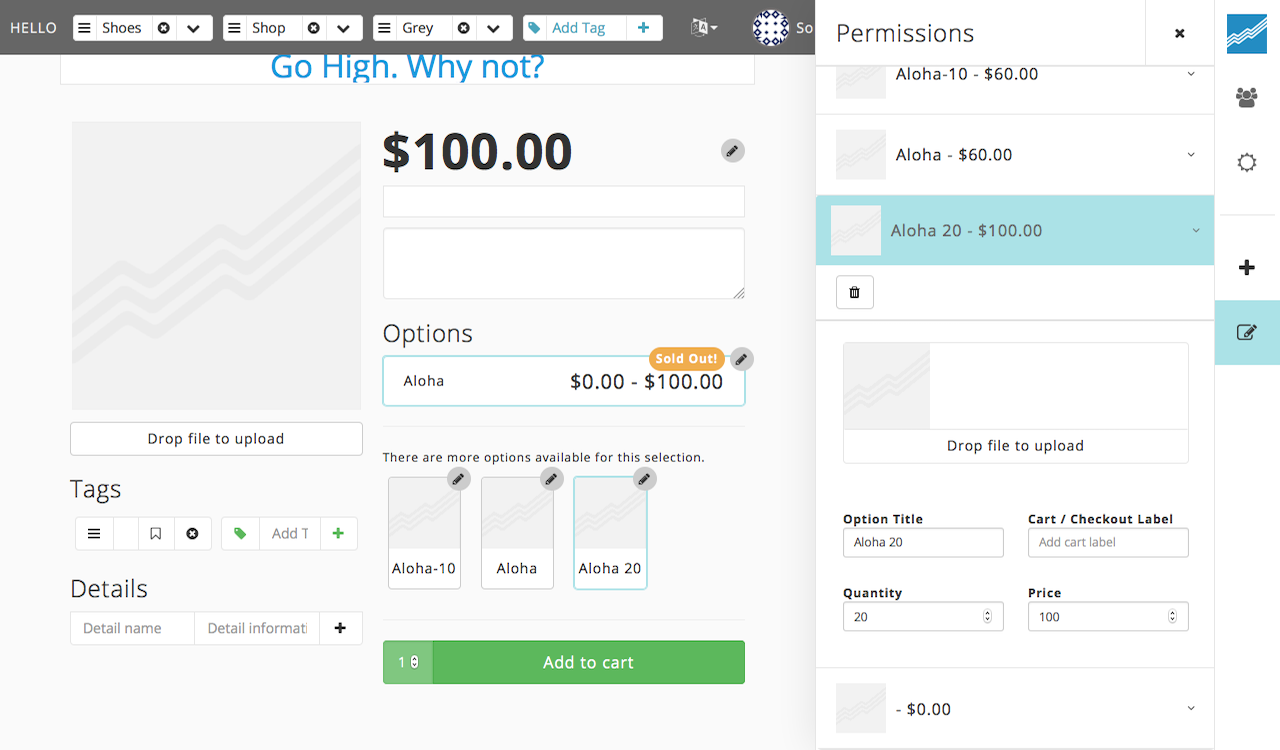 HELLO Shoes Shop Grey Add Tag So
Go High. Why not?
$100.00
Drop file to upload
Tags
Add T
Details
Detail name Detail informati
Options
Sold Out!
Aloha $0.00 - $100.00
There are more options available for this selection.
Aloha-10 Aloha Aloha 20
1 Add to cart
Permissions
Aloha-10 - $60.00
Aloha - $60.00
Aloha 20 - $100.00
Drop file to upload
Option Title Cart / Checkout Label
Aloha 20 Add cart label
Quantity Price
20 100
- $0.00